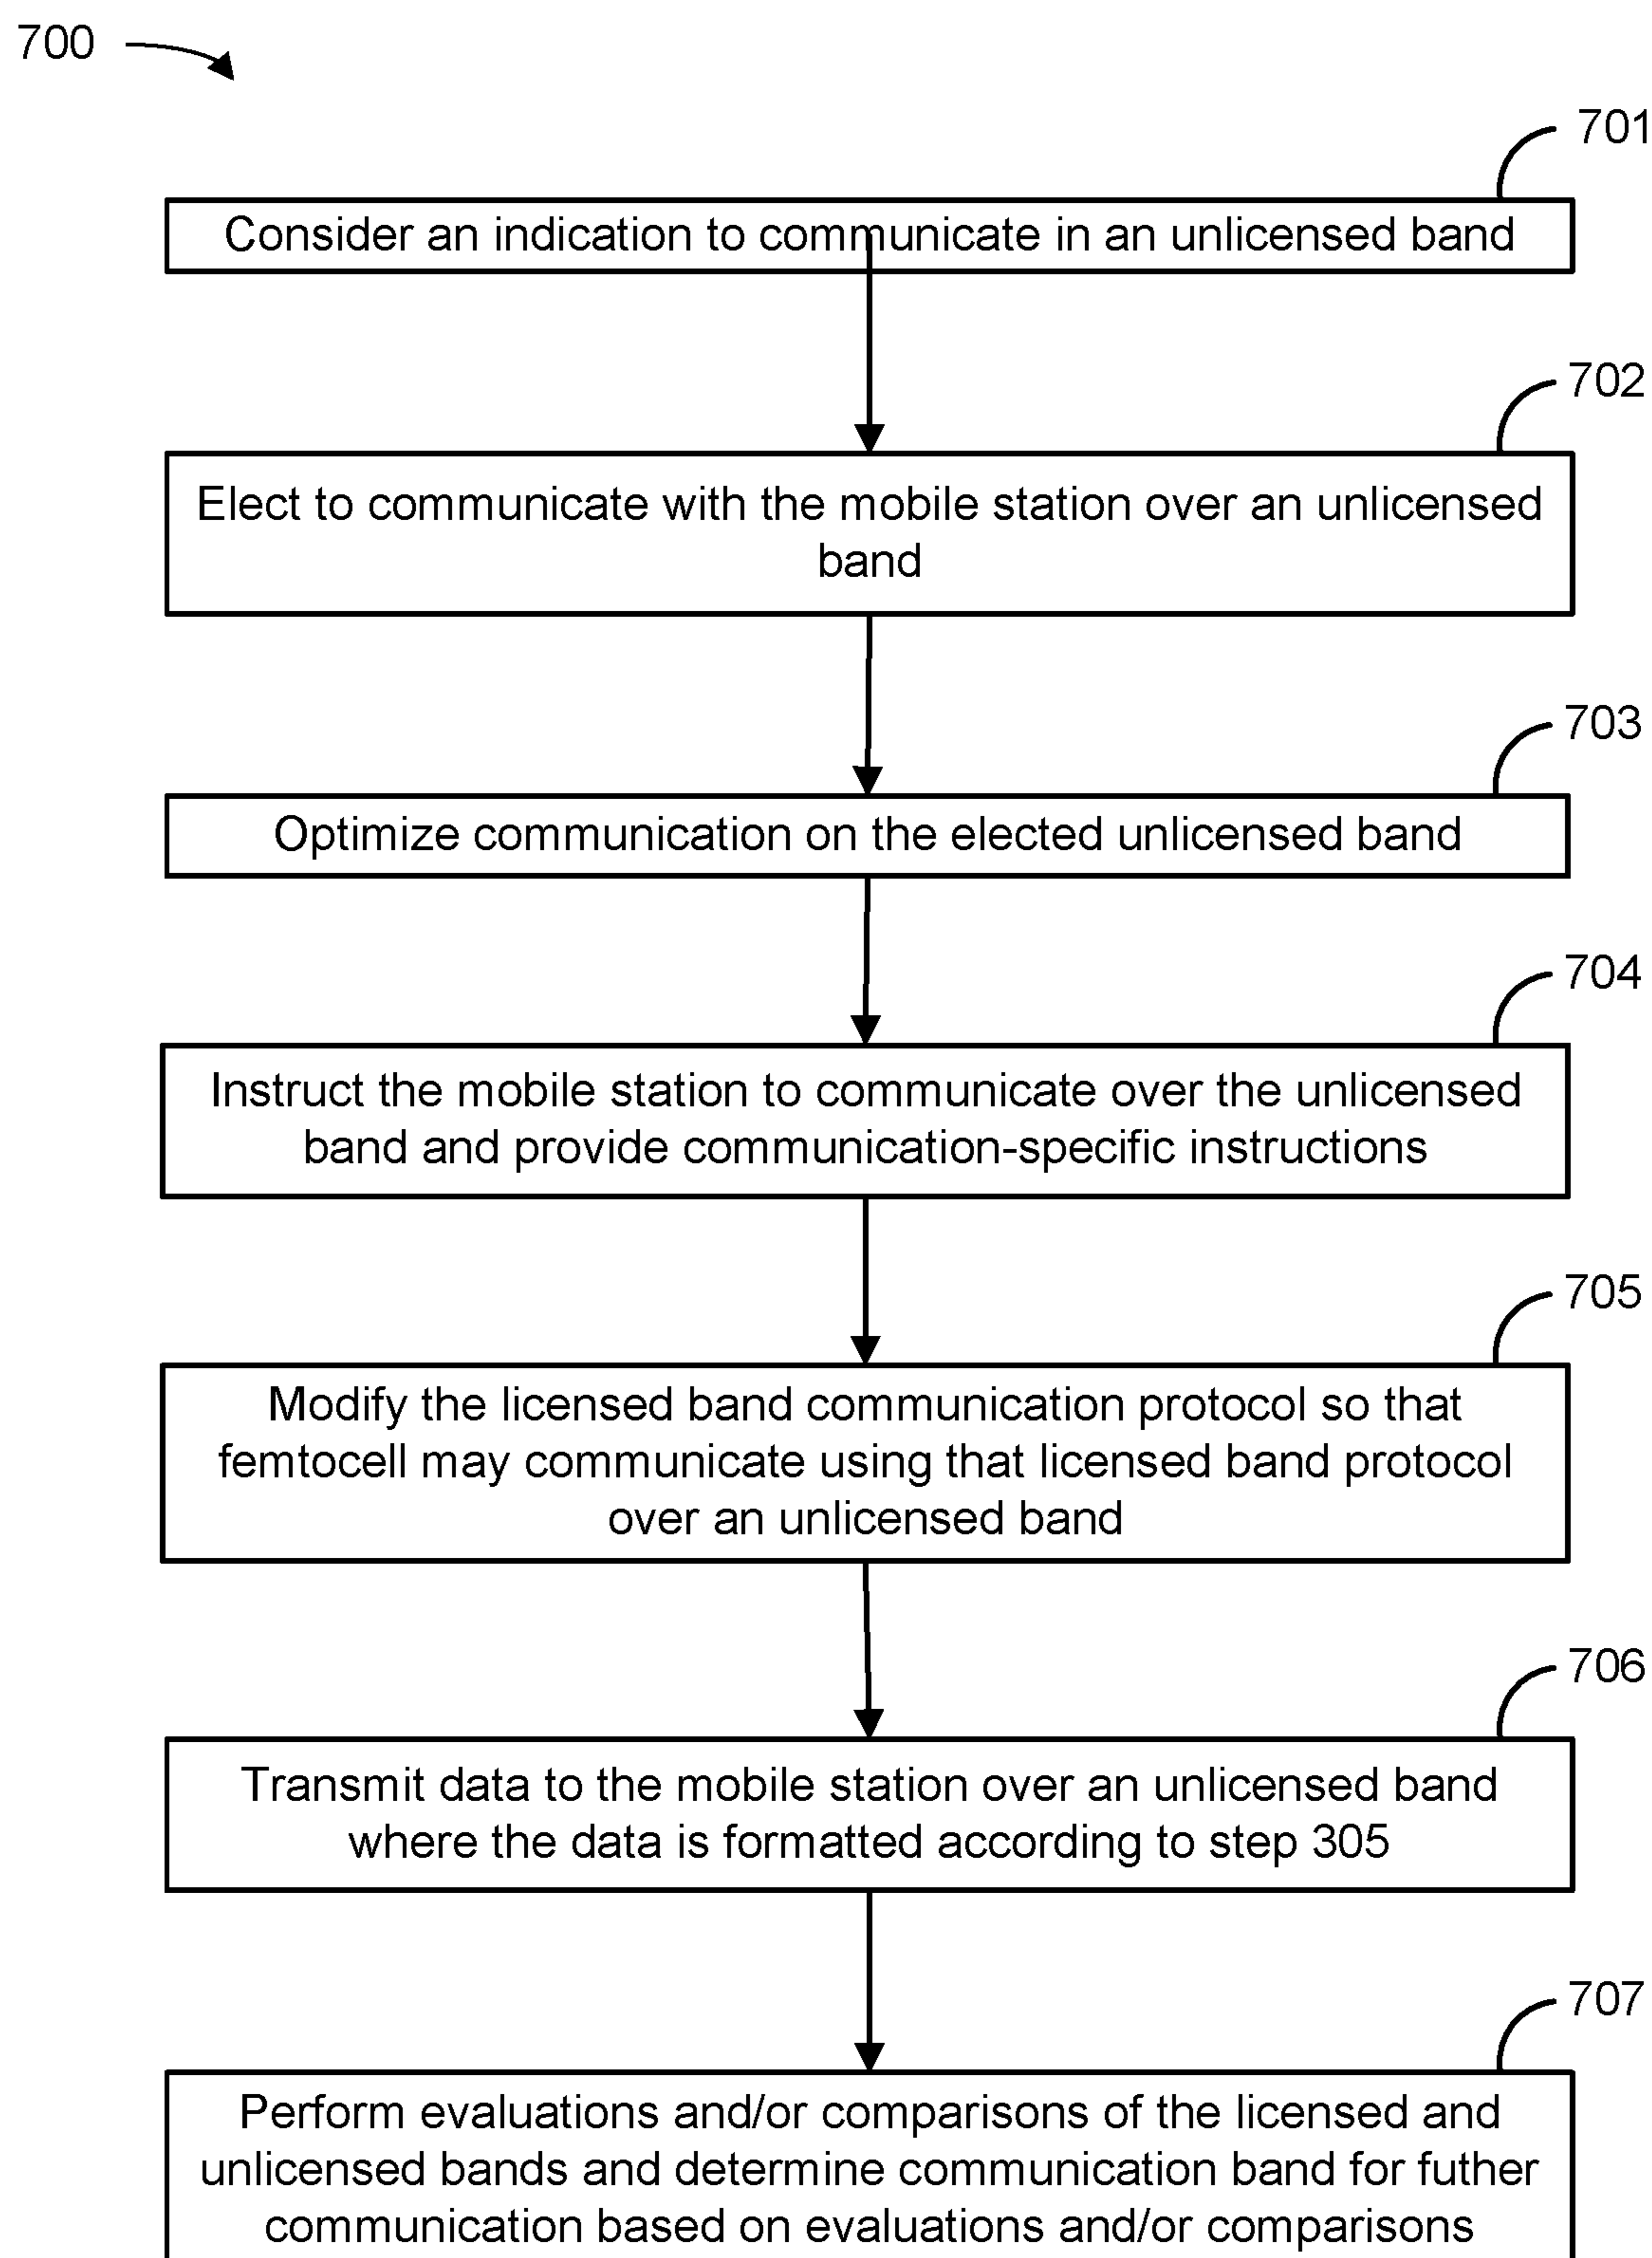 700
701
Consider an indication to communicate in an unlicensed band
702
Elect to communicate with the mobile station over an unlicensed
band
703
Optimize communication on the elected unlicensed band
704
Instruct the mobile station to communicate over the unlicensed
band and provide communication-specific instructions
705
Modify the licensed band communication protocol so that
femtocell may communicate using that licensed band protocol
over an unlicensed band
706
Transmit data to the mobile station over an unlicensed band
where the data is formatted according to step 305
707
Perform evaluations and/or comparisons of the licensed and
unlicensed bands and determine communication band for futher
communication based on evaluations and/or comparisons